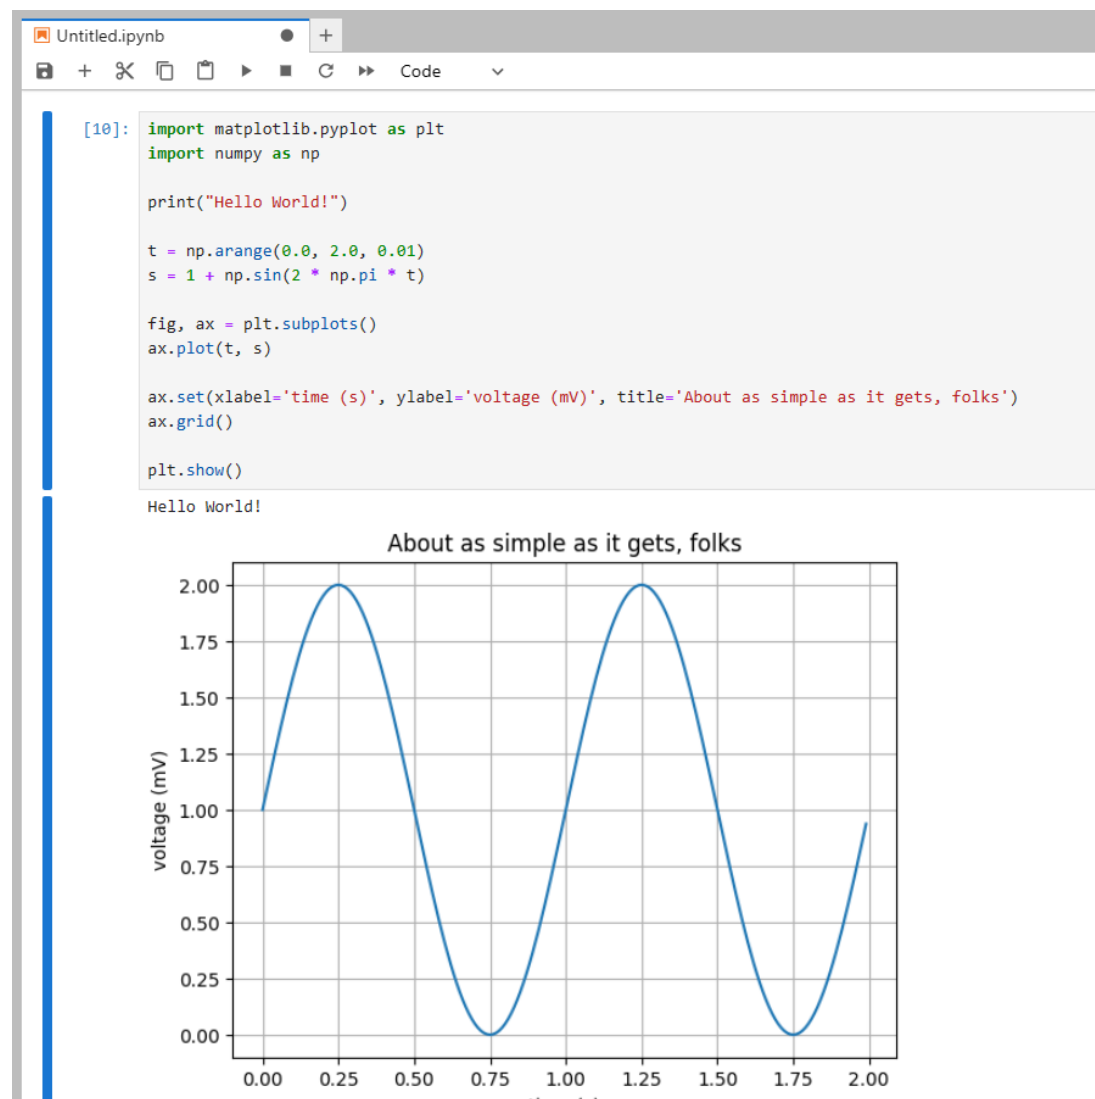 Untitled.ipynb
Code
[10]:
import matplotlib.pyplot as plt
import numpy as np
print("Hello World!")
t = np.arange(0.0, 2.0, 0.01)
s = 1 + np.sin(2 * np.pi * t)
fig, ax = plt.subplots()
ax.plot(t, s)
ax.set(xlabel='time (s)', ylabel='voltage (mV)', title='About as simple as it gets, folks')
ax.grid()
plt.show()
Hello World!
About as simple as it gets, folks
2.00
1.75
1.50
1.25
1.00
0.75
0.50
0.25
0.00
voltage (mV)
0.00 0.25 0.50 0.75 1.00 1.25 1.50 1.75 2.00